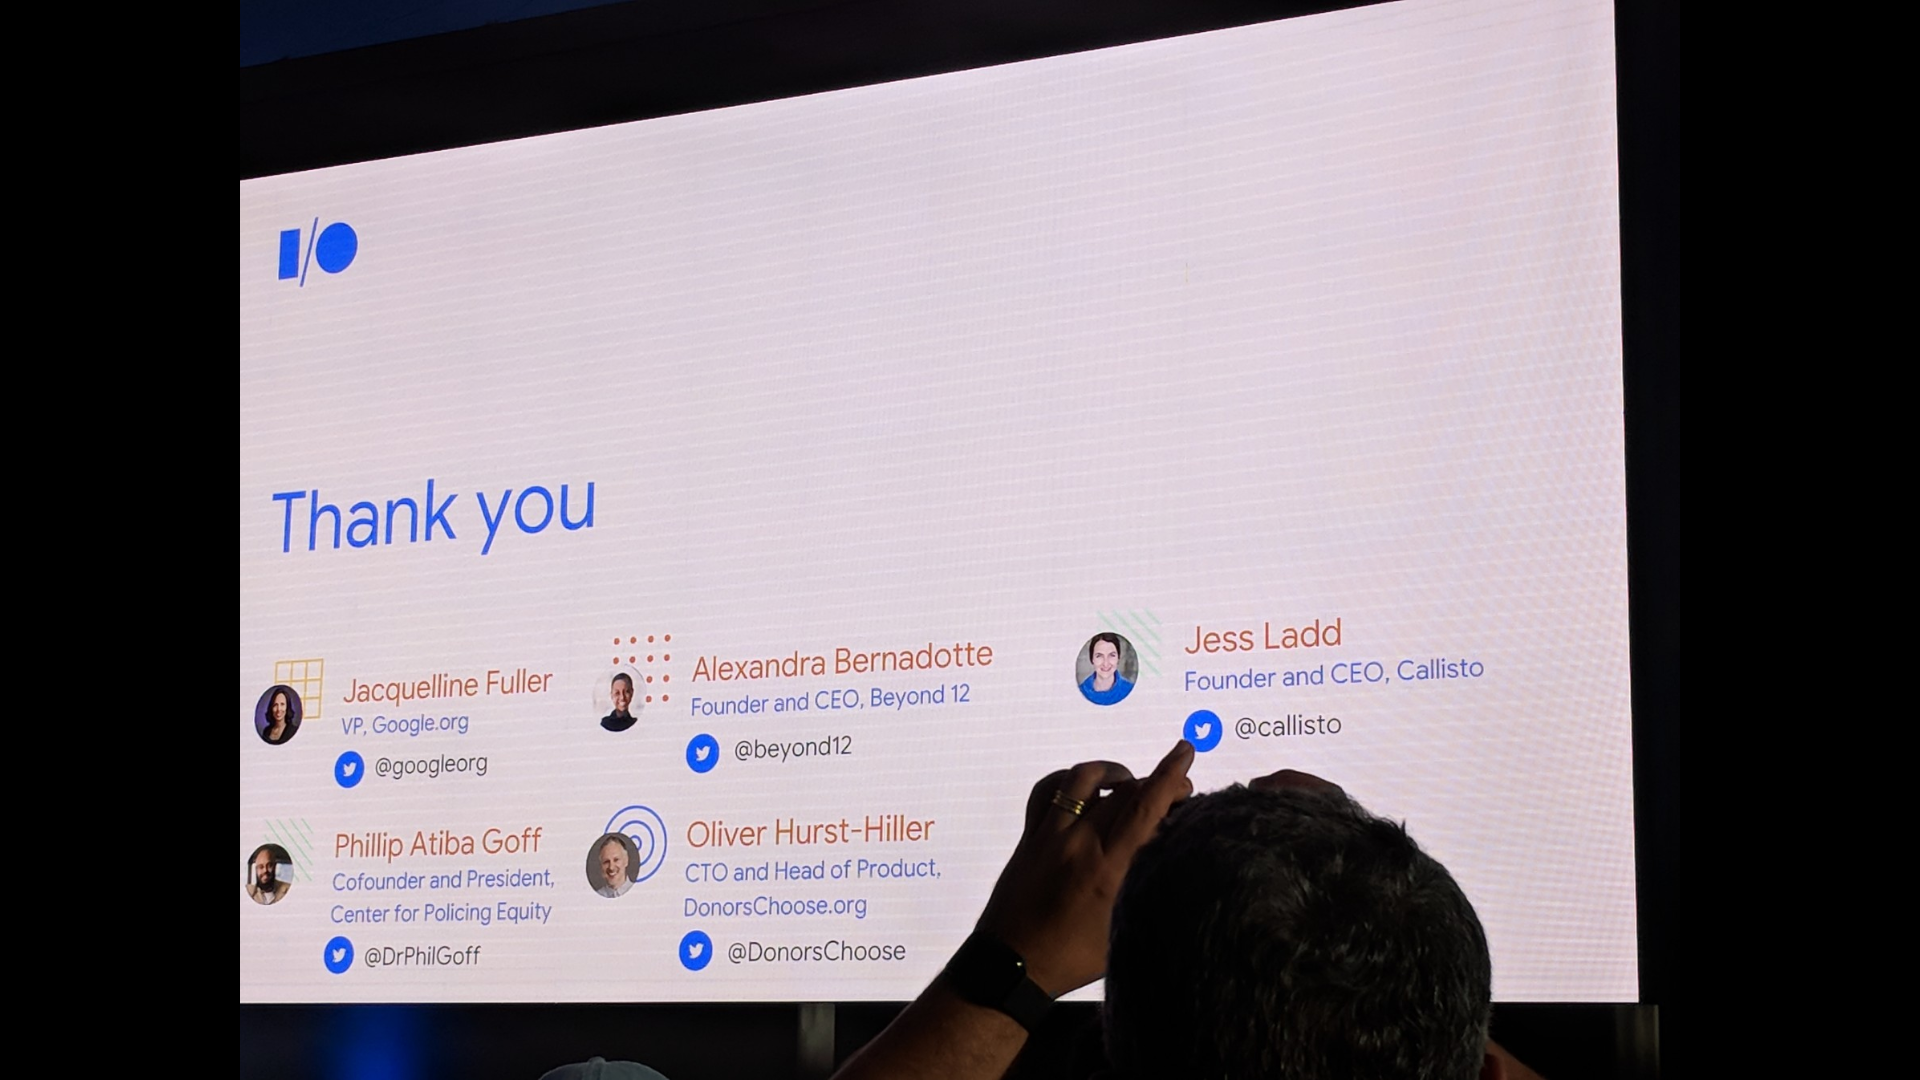 I/O
Thank you
Jacquelline Fuller
VP, Google.org
@googleorg
Alexandra Bernadotte
Founder and CEO, Beyond 12
@beyond12
Jess Ladd
Founder and CEO, Callisto
@callisto
Phillip Atiba Goff
Cofounder and President,
Center for Policing Equity
@DrPhilGoff
Oliver Hurst-Hiller
CTO and Head of Product,
DonorsChoose.org
@DonorsChoose